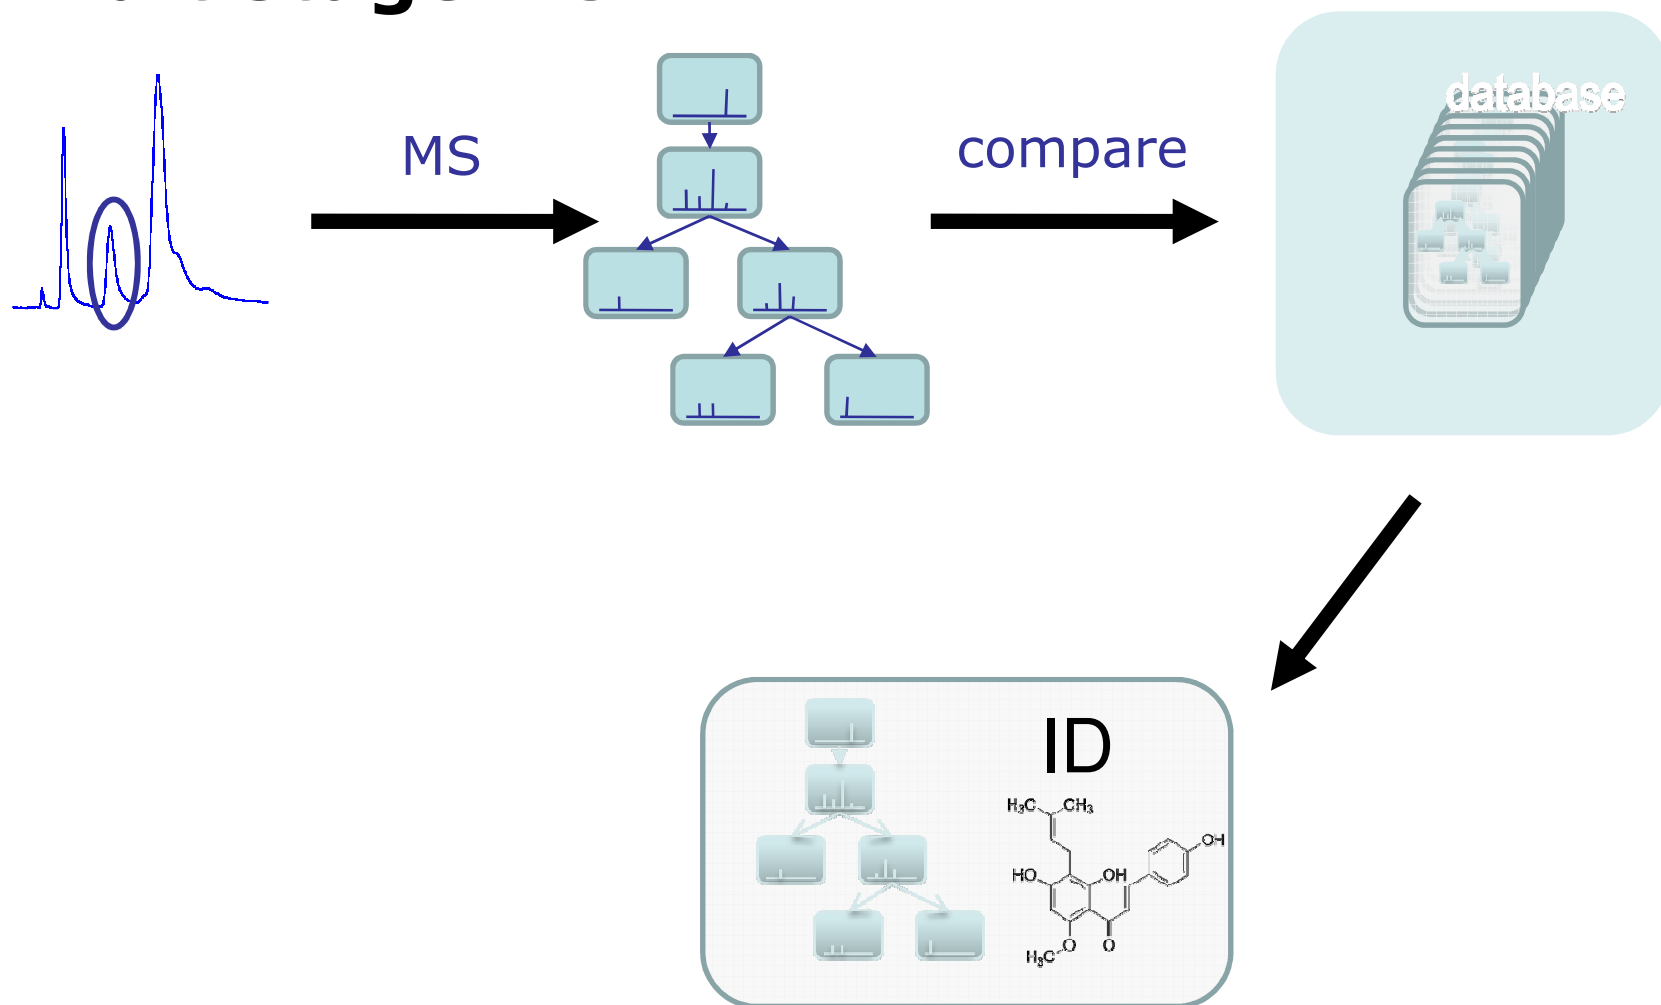 MS
compare
database
ID
H₃C
CH₃
OH
HO
OH
O
O
H₃C